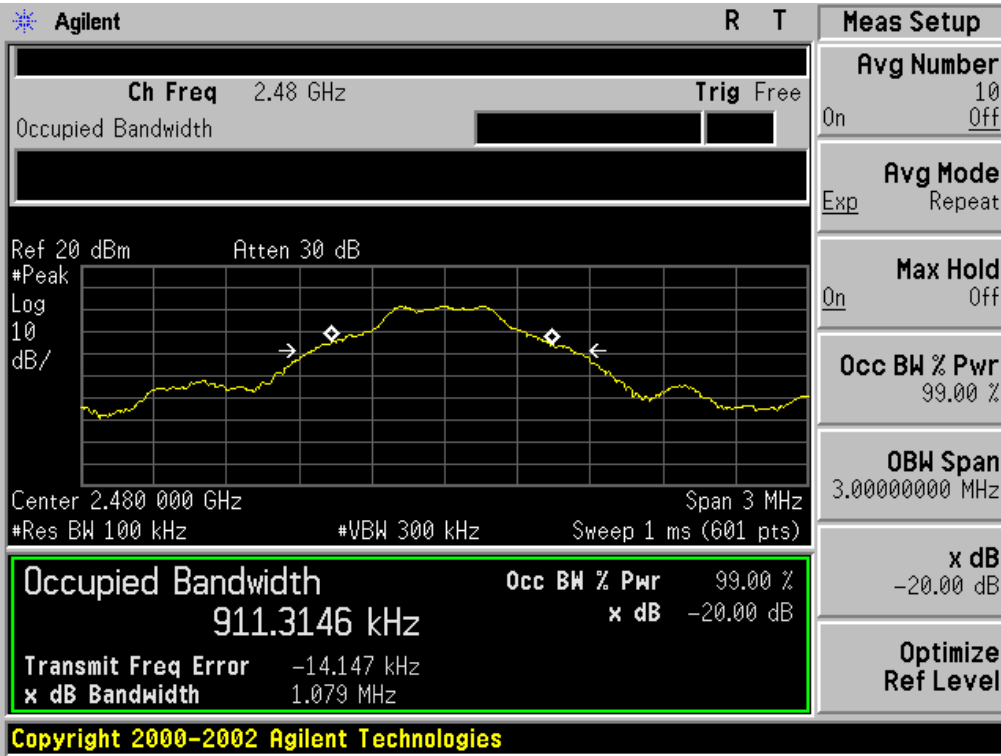 Agilent R T
Ch Freq 2.48 GHz Trig Free
Occupied Bandwidth
Ref 20 dBm Atten 30 dB
#Peak
Log
10
dB/
Center 2.480 000 GHz Span 3 MHz
#Res BW 100 kHz #VBW 300 kHz Sweep 1 ms (601 pts)
Occupied Bandwidth Occ BW % Pwr 99.00 %
911.3146 kHz x dB -20.00 dB
Transmit Freq Error -14.147 kHz
x dB Bandwidth 1.079 MHz
Copyright 2000-2002 Agilent Technologies
Meas Setup
Avg Number
10
On Off
Avg Mode
Exp Repeat
Max Hold
On Off
Occ BW % Pwr
99.00 %
OBW Span
3.00000000 MHz
x dB
-20.00 dB
Optimize
Ref Level